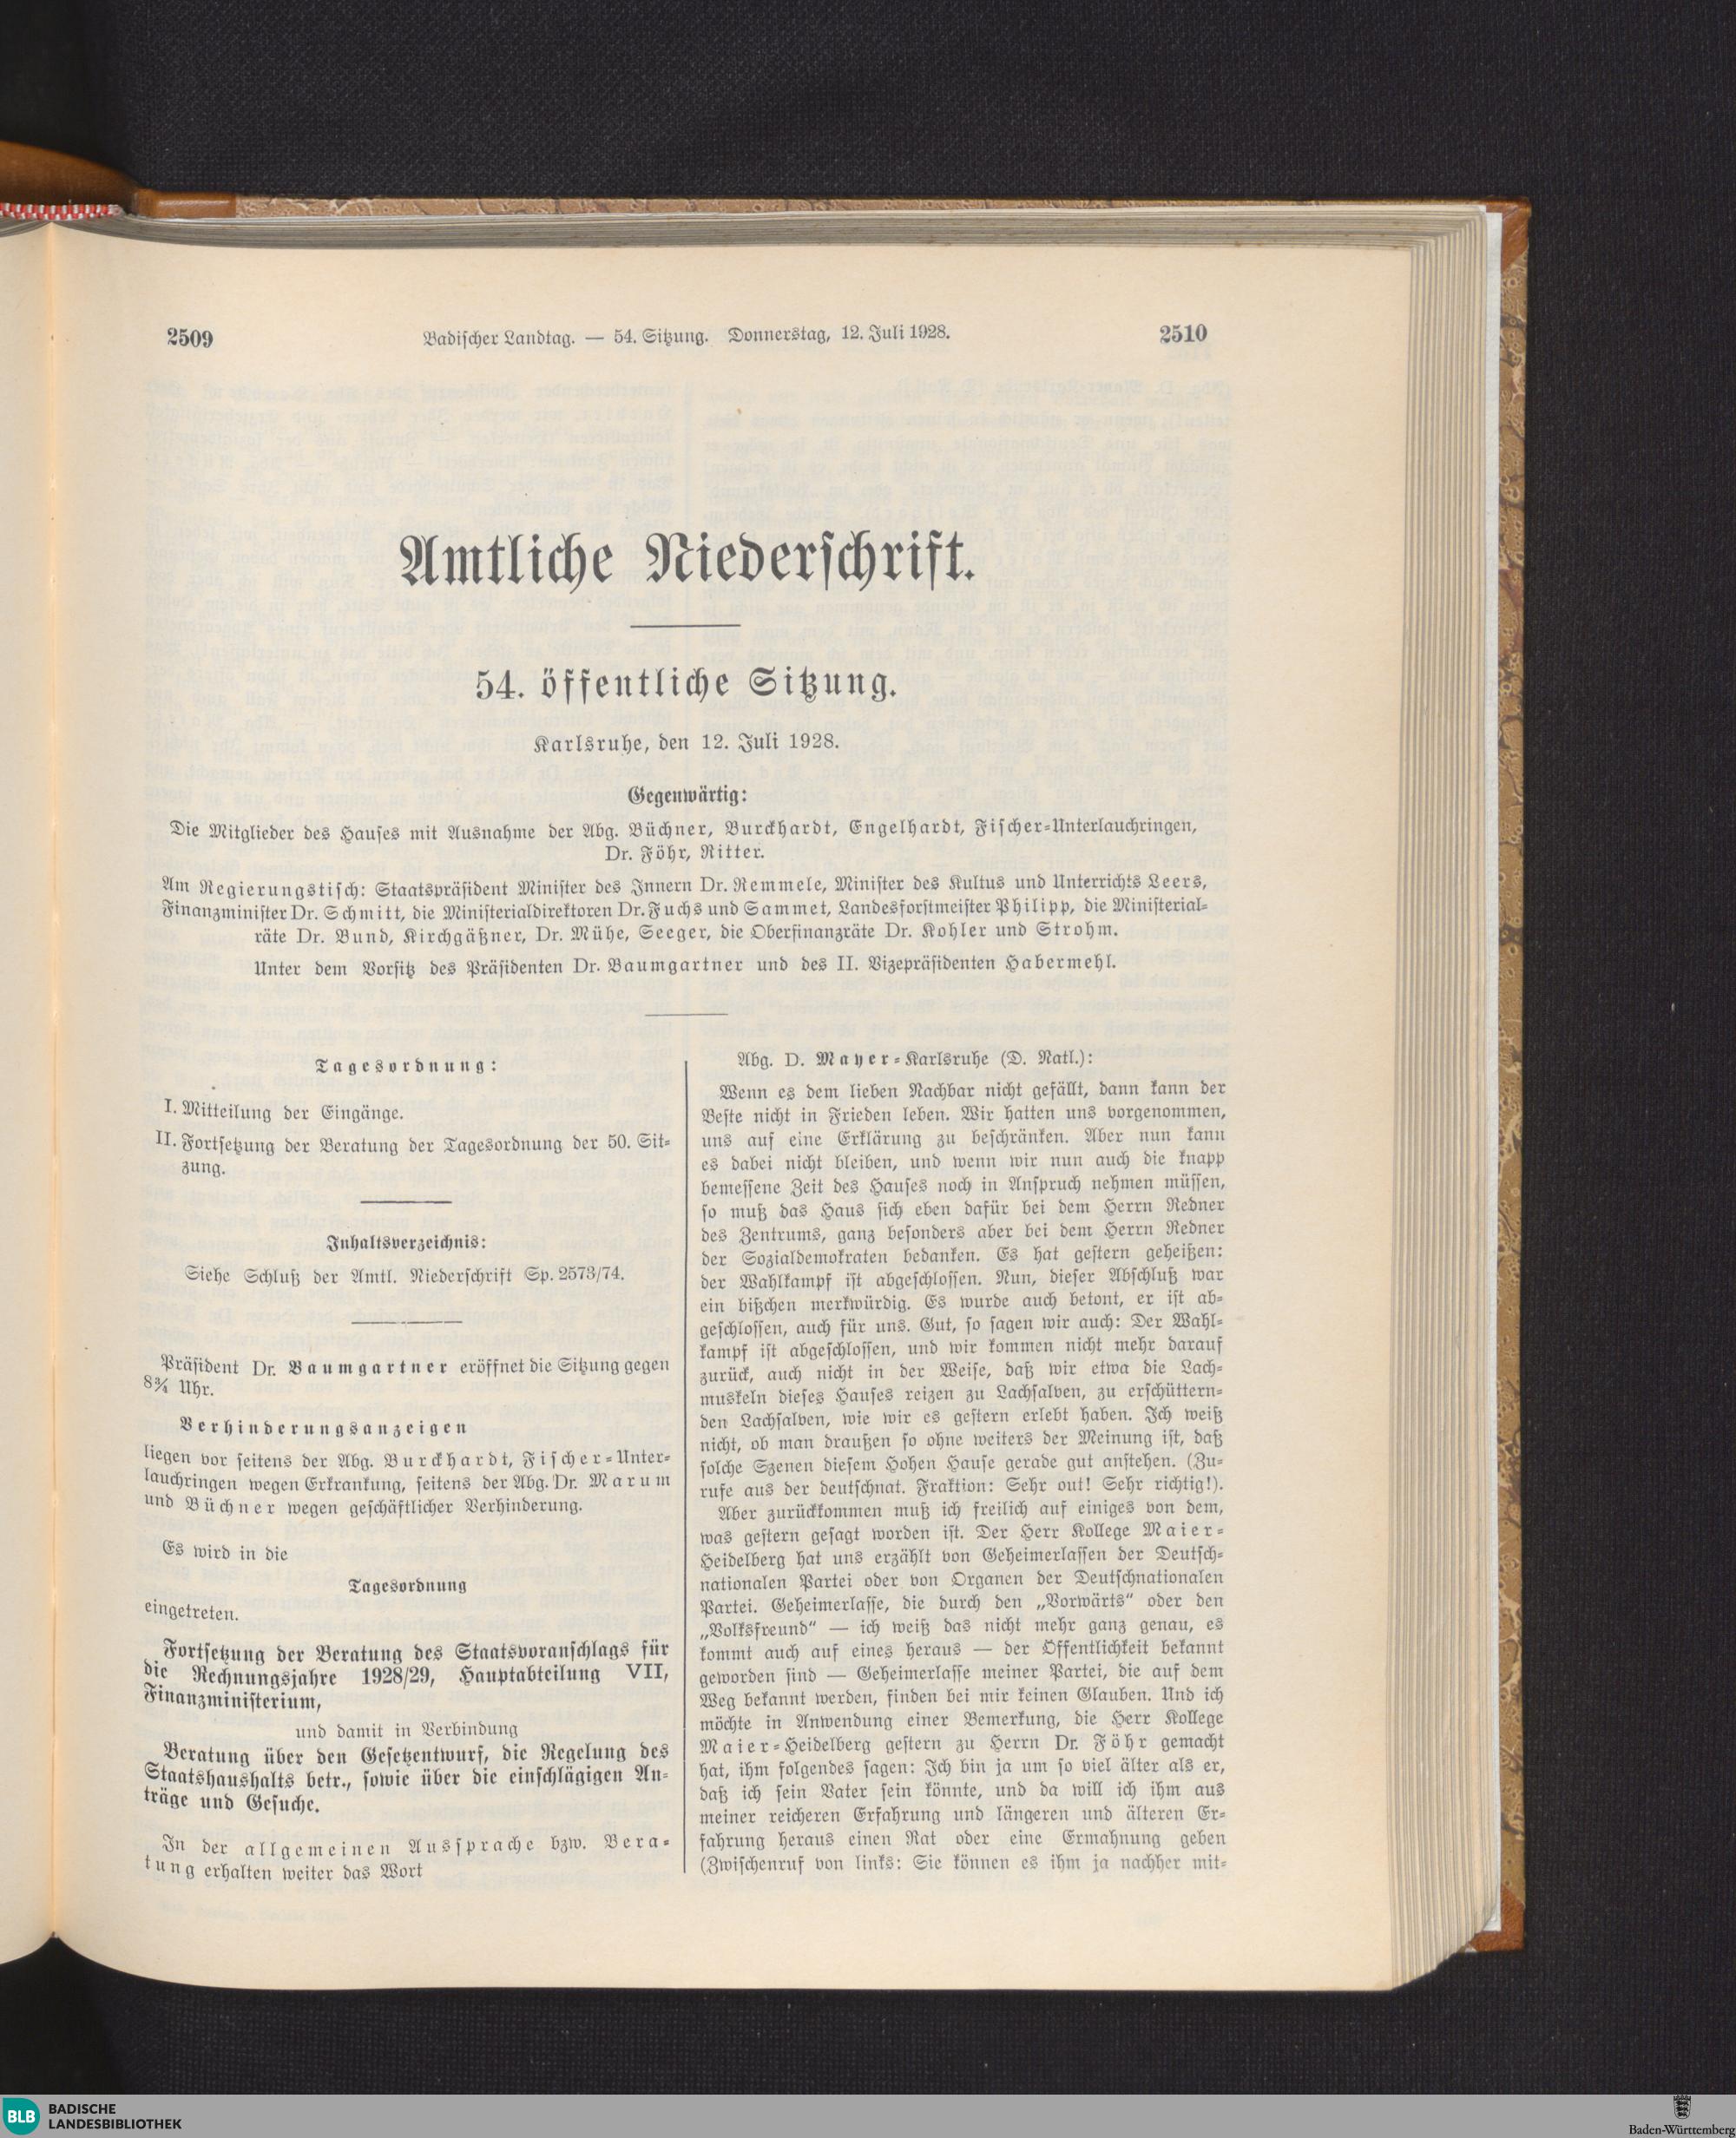 2509
Badischer Landtag. — 54. Sitzung. Donnerstag, 12. Juli 1928.
2510
Amtliche Niederschrift.
54. öffentliche Sitzung.
Karlsruhe, den 12. Juli 1928.
Gegenwärtig:
Die Mitglieder des Hauses mit Ausnahme der Abg. Büchner, Burckhardt, Engelhardt, Fischer-Unterlauchringen,
Dr. Föhr, Ritter.
Am Regierungstisch: Staatspräsident Minister des Innern Dr. Remmele, Minister des Kultus und Unterrichts Leers,
Finanzminister Dr. Schmitt, die Ministerialdirektoren Dr. Fuchs und Sammet, Landesforstmeister Philipp, die Ministerial-
räte Dr. Bund, Kirchgäßner, Dr. Mühe, Seeger, die Oberfinanzräte Dr. Kohler und Strohm.
Unter dem Vorsitz des Präsidenten Dr. Baumgartner und des II. Vizepräsidenten Habermehl.
Tagesordnung:
I. Mitteilung der Eingänge.
II. Fortsetzung der Beratung der Tagesordnung der 50. Sit-
zung.
Inhaltsverzeichnis:
Siehe Schluß der Amtl. Niederschrift Sp. 2573/74.
Präsident Dr. Baumgartner eröffnet die Sitzung gegen
8¾ Uhr.
Verhinderungsanzeigen
liegen vor seitens der Abg. Burckhardt, Fischer-Unter-
lauchringen wegen Erkrankung, seitens der Abg. Dr. Marum
und Büchner wegen geschäftlicher Verhinderung.
Es wird in die
Tagesordnung
eingetreten.
Fortsetzung der Beratung des Staatsvoranschlags für
die Rechnungsjahre 1928/29, Hauptabteilung VII,
Finanzministerium,
und damit in Verbindung
Beratung über den Gesetzentwurf, die Regelung des
Staatshaushalts betr., sowie über die einschlägigen An-
träge und Gesuche.
In der allgemeinen Aussprache bzw. Bera-
tung erhalten weiter das Wort
Abg. D. Mayer-Karlsruhe (D. Natl.):
Wenn es dem lieben Nachbar nicht gefällt, dann kann der
Beste nicht in Frieden leben. Wir hatten uns vorgenommen,
uns auf eine Erklärung zu beschränken. Aber nun kann
es dabei nicht bleiben, und wenn wir nun auch die knapp
bemessene Zeit des Hauses noch in Anspruch nehmen müssen,
so muß das Haus sich eben dafür bei dem Herrn Redner
des Zentrums, ganz besonders aber bei dem Herrn Redner
der Sozialdemokraten bedanken. Es hat gestern geheißen:
der Wahlkampf ist abgeschlossen. Nun, dieser Abschluß war
ein bißchen merkwürdig. Es wurde auch betont, er ist ab-
geschlossen, auch für uns. Gut, so sagen wir auch: Der Wahl-
kampf ist abgeschlossen, und wir kommen nicht mehr darauf
zurück, auch nicht in der Weise, daß wir etwa die Lach-
muskeln dieses Hauses reizen zu Lachsalven, zu erschüttern-
den Lachsalven, wie wir es gestern erlebt haben. Ich weiß
nicht, ob man draußen so ohne weiters der Meinung ist, daß
solche Szenen diesem Hohen Hause gerade gut anstehen. (Zu-
rufe aus der deutschnat. Fraktion: Sehr out! Sehr richtig!).
Aber zurückkommen muß ich freilich auf einiges von dem,
was gestern gesagt worden ist. Der Herr Kollege Maier-
Heidelberg hat uns erzählt von Geheimerlassen der Deutsch-
nationalen Partei oder von Organen der Deutschnationalen
Partei. Geheimerlasse, die durch den „Vorwärts“ oder den
„Volksfreund“ — ich weiß das nicht mehr ganz genau, es
kommt auch auf eines heraus — der Öffentlichkeit bekannt
geworden sind — Geheimerlasse meiner Partei, die auf dem
Weg bekannt werden, finden bei mir keinen Glauben. Und ich
möchte in Anwendung einer Bemerkung, die Herr Kollege
Maier-Heidelberg gestern zu Herrn Dr. Föhr gemacht
hat, ihm folgendes sagen: Ich bin ja um so viel älter als er,
daß ich sein Vater sein könnte, und da will ich ihm aus
meiner reicheren Erfahrung und längeren und älteren Er-
fahrung heraus einen Rat oder eine Ermahnung geben
(Zwischenruf von links: Sie können es ihm ja nachher mit-
BLB
BADISCHE
LANDESBIBLIOTHEK
Baden-Württemberg